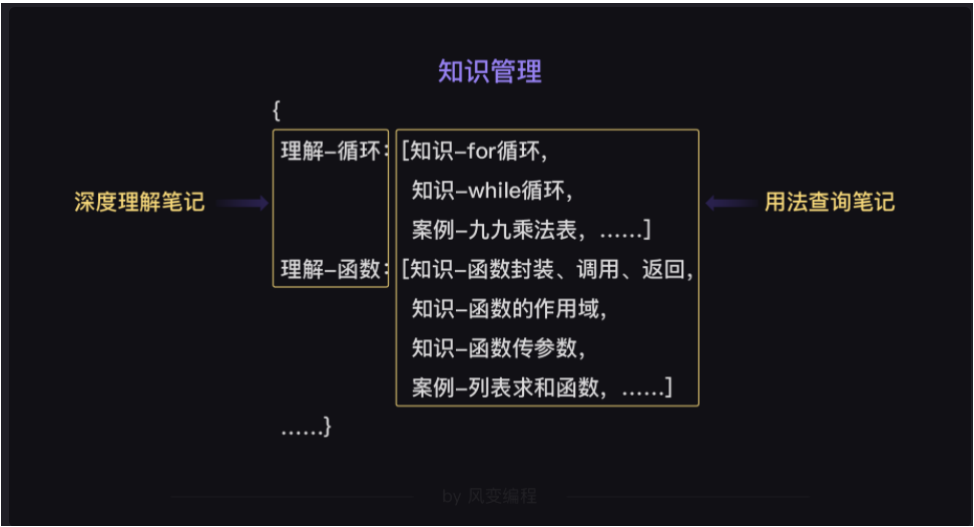 知识管理
{
理解-循环: [知识-for循环,
知识-while循环,
深度理解笔记
用法查询笔记
案例-九九乘法表, ......]
理解-函数: [知识-函数封装、调用、返回,
知识-函数的作用域,
知识-函数传参数,
案例-列表求和函数, ......]
......}
by 风变编程